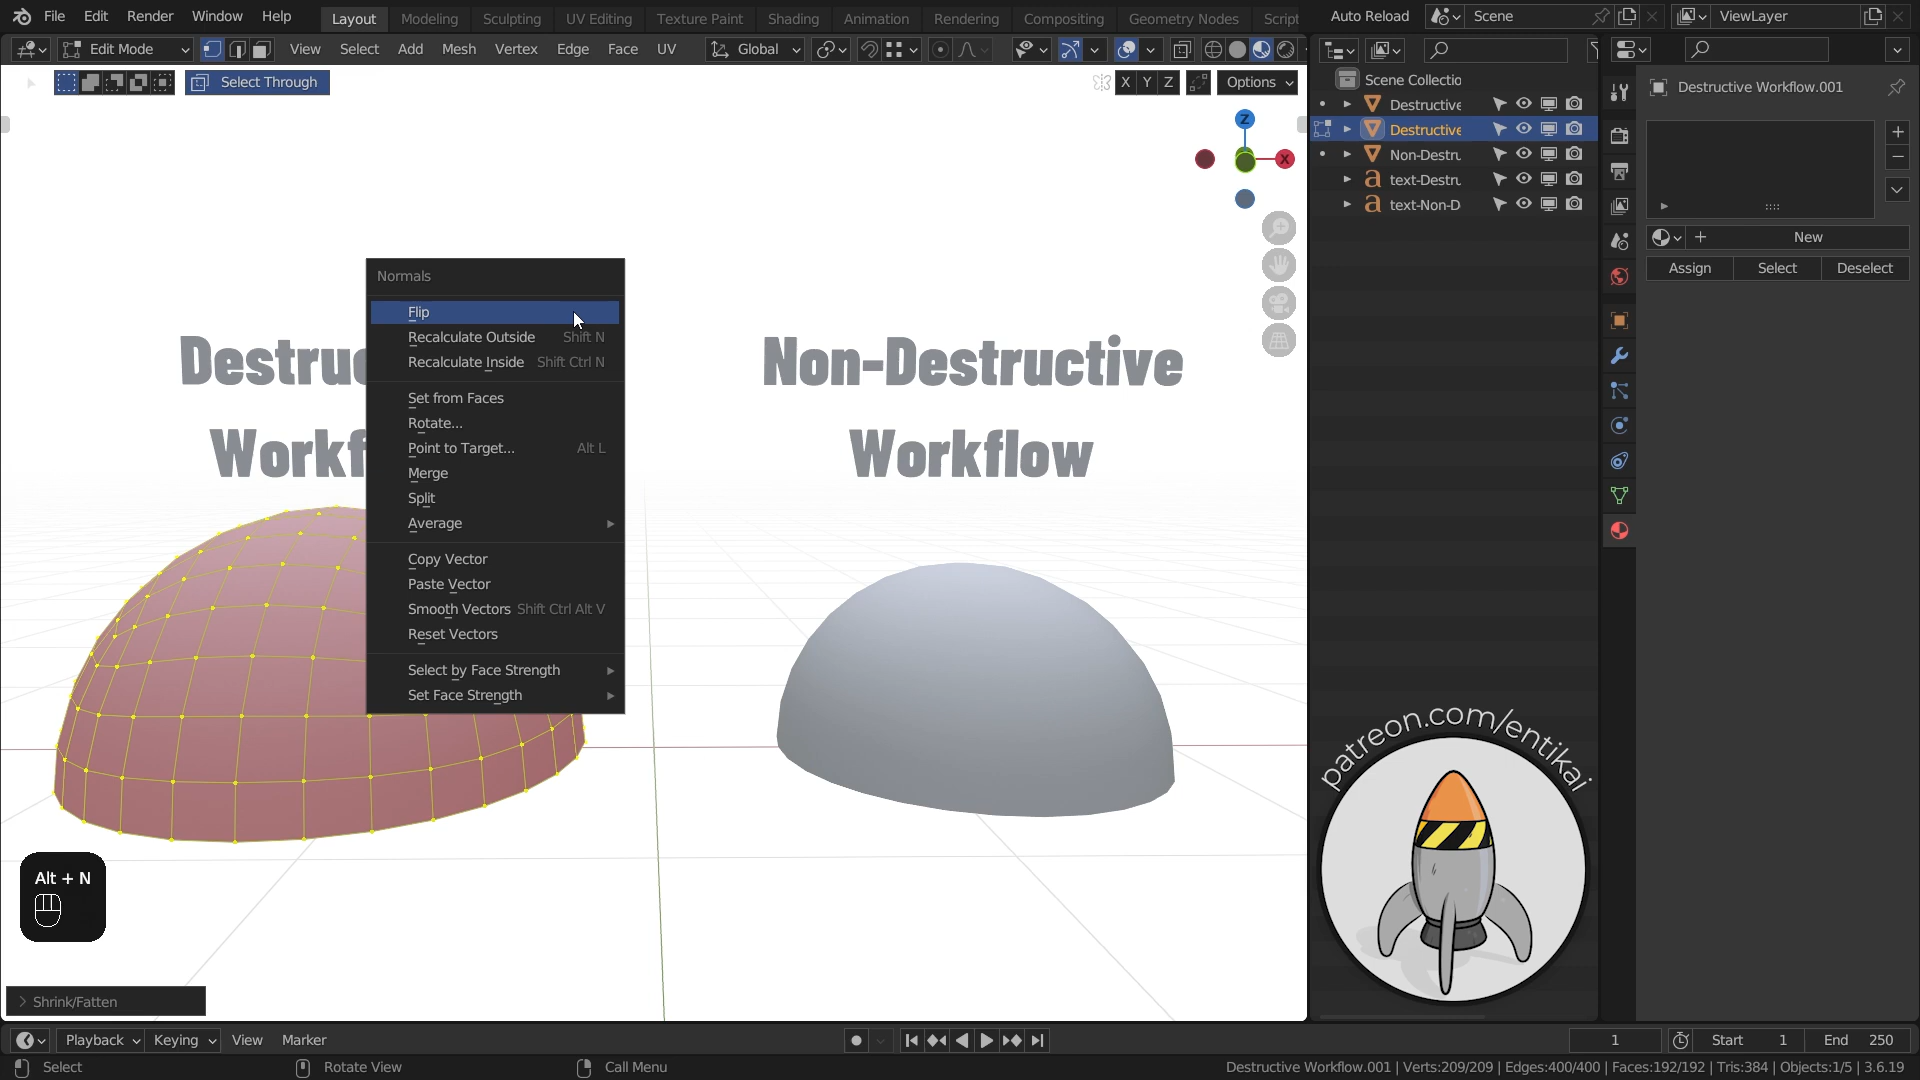 File Edit Render Window Help Layout Modeling Sculpting UV Editing Texture Paint Shading Animation Rendering Compositing Geometry Nodes Script Auto Reload Scene ViewLayer
Edit Mode View Select Add Mesh Vertex Edge Face UV Global
Select Through X Y Z Options
Scene Collectio
Destructive
Destructive
Non-Destru
text-Destru
text-Non-D
Destructive Workflow.001
New
Assign Select Deselect
Z
X
Normals
Flip
Recalculate Outside Shift N
Recalculate Inside Shift Ctrl N
Set from Faces
Rotate...
Point to Target... Alt L
Merge
Split
Average
Copy Vector
Paste Vector
Smooth Vectors Shift Ctrl Alt V
Reset Vectors
Select by Face Strength
Set Face Strength
Destruc
Workf
Non-Destructive
Workflow
patreon.com/entikai
Alt + N
Shrink/Fatten
Playback Keying View Marker 1 Start 1 End 250
Select Rotate View Call Menu Destructive Workflow.001 | Verts:209/209 | Edges:400/400 | Faces:192/192 | Tris:384 | Objects:1/5 | 3.6.19